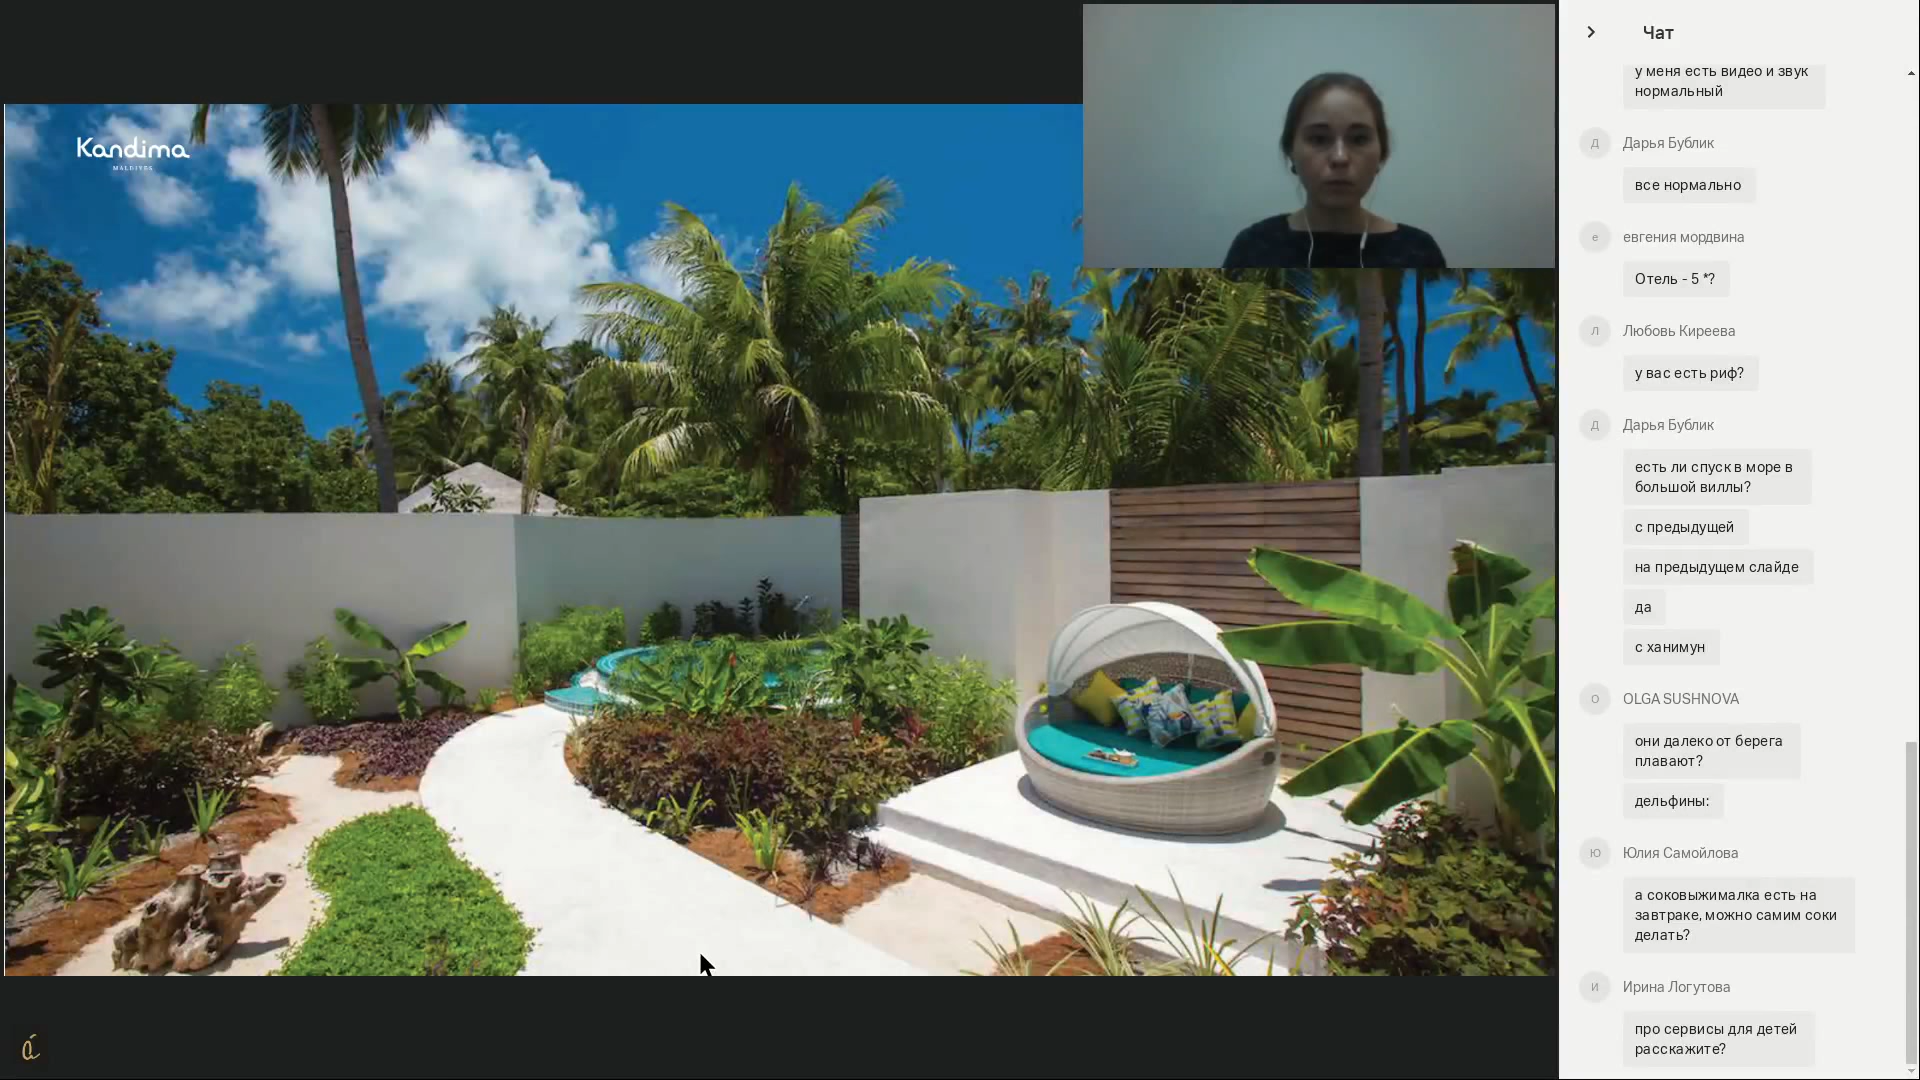 Kandima
MALDIVES
á
Чат
у меня есть видео и звук
нормальный
Д
Дарья Бублик
все нормально
е
евгения мордвина
Отель - 5 *?
Л
Любовь Киреева
у вас есть риф?
Д
Дарья Бублик
есть ли спуск в море в
большой виллы?
с предыдущей
на предыдущем слайде
да
с ханимун
O
OLGA SUSHNOVA
они далеко от берега
плавают?
дельфины:
Ю
Юлия Самойлова
а соковыжималка есть на
завтраке, можно самим соки
делать?
И
Ирина Логутова
про сервисы для детей
расскажите?